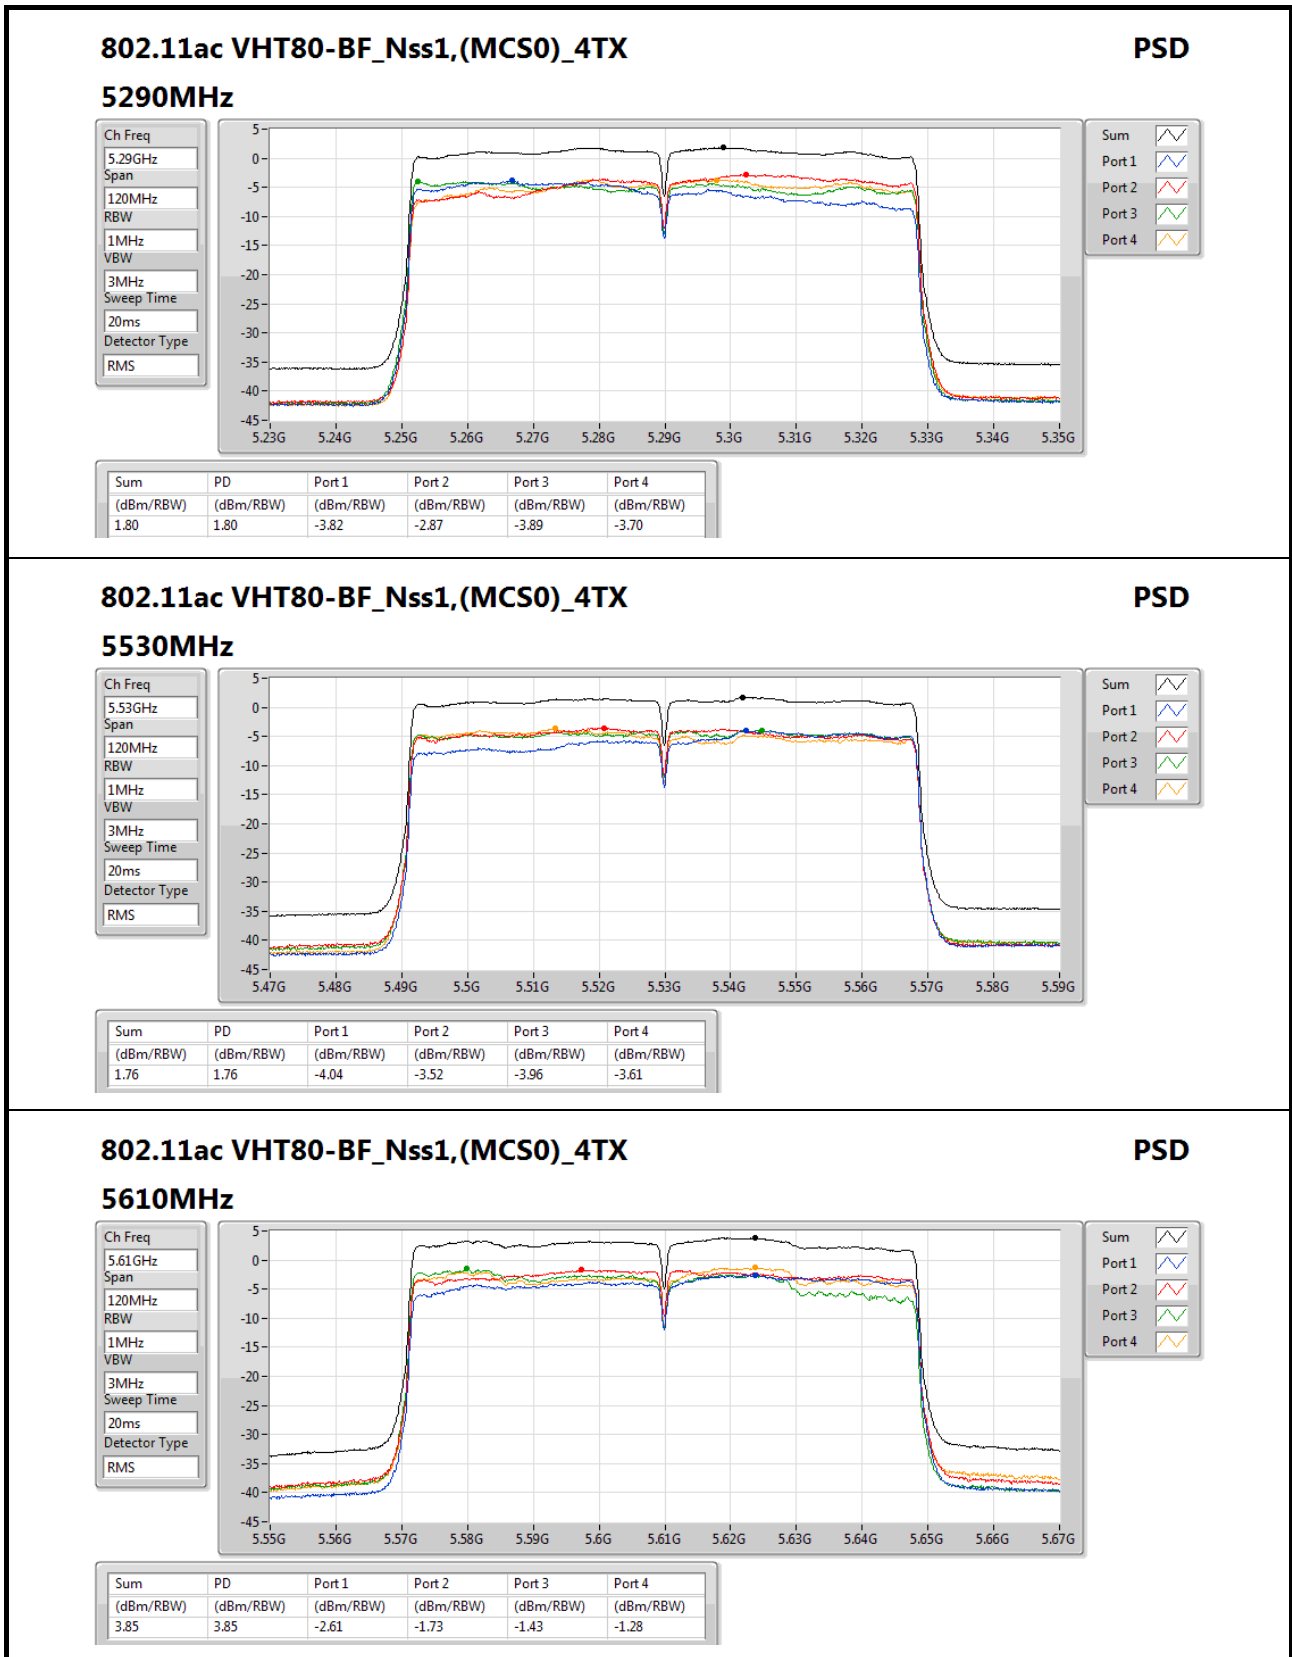 802.11ac VHT80-BF_Nss1,(MCS0)_4TX PSD
5290MHz
Ch Freq
5.29GHz
Span
120MHz
RBW
1MHz
VBW
3MHz
Sweep Time
20ms
Detector Type
RMS
5
0
-5
-10
-15
-20
-25
-30
-35
-40
-45
5.23G 5.24G 5.25G 5.26G 5.27G 5.28G 5.29G 5.3G 5.31G 5.32G 5.33G 5.34G 5.35G
Sum
Port 1
Port 2
Port 3
Port 4
Sum PD Port 1 Port 2 Port 3 Port 4
(dBm/RBW) (dBm/RBW) (dBm/RBW) (dBm/RBW) (dBm/RBW) (dBm/RBW)
1.80 1.80 -3.82 -2.87 -3.89 -3.70
802.11ac VHT80-BF_Nss1,(MCS0)_4TX PSD
5530MHz
Ch Freq
5.53GHz
Span
120MHz
RBW
1MHz
VBW
3MHz
Sweep Time
20ms
Detector Type
RMS
5
0
-5
-10
-15
-20
-25
-30
-35
-40
-45
5.47G 5.48G 5.49G 5.5G 5.51G 5.52G 5.53G 5.54G 5.55G 5.56G 5.57G 5.58G 5.59G
Sum
Port 1
Port 2
Port 3
Port 4
Sum PD Port 1 Port 2 Port 3 Port 4
(dBm/RBW) (dBm/RBW) (dBm/RBW) (dBm/RBW) (dBm/RBW) (dBm/RBW)
1.76 1.76 -4.04 -3.52 -3.96 -3.61
802.11ac VHT80-BF_Nss1,(MCS0)_4TX PSD
5610MHz
Ch Freq
5.61GHz
Span
120MHz
RBW
1MHz
VBW
3MHz
Sweep Time
20ms
Detector Type
RMS
5
0
-5
-10
-15
-20
-25
-30
-35
-40
-45
5.55G 5.56G 5.57G 5.58G 5.59G 5.6G 5.61G 5.62G 5.63G 5.64G 5.65G 5.66G 5.67G
Sum
Port 1
Port 2
Port 3
Port 4
Sum PD Port 1 Port 2 Port 3 Port 4
(dBm/RBW) (dBm/RBW) (dBm/RBW) (dBm/RBW) (dBm/RBW) (dBm/RBW)
3.85 3.85 -2.61 -1.73 -1.43 -1.28